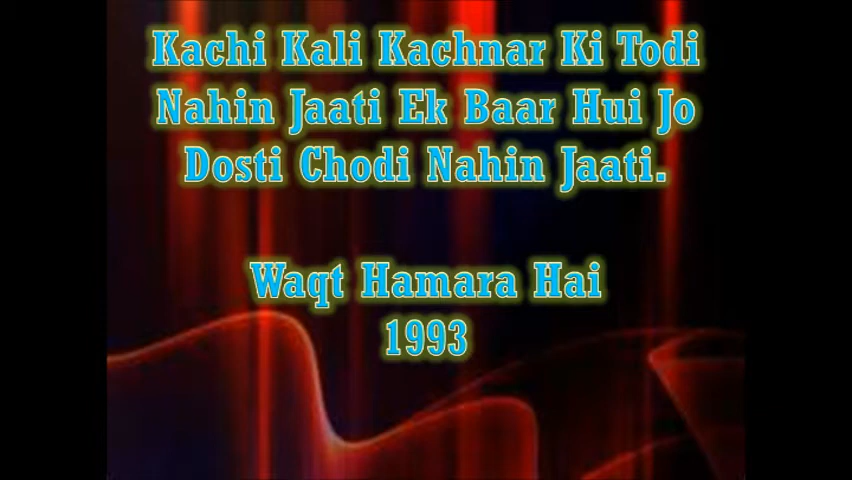 Kachi Kali Kachnar Ki Todi
Nahin Jaati Ek Baar Hui Jo
Dosti Chodi Nahin Jaati.
Waqt Hamara Hai
1993